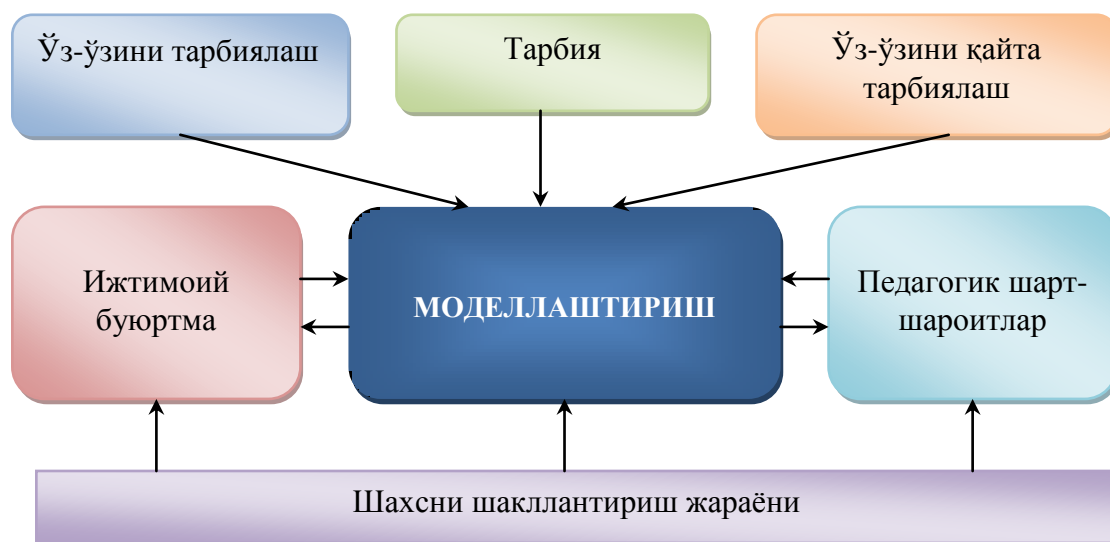 Ўз-ўзини тарбиялаш
Тарбия
Ўз-ўзини қайта
тарбиялаш
Ижтимоий
буюртма
МОДЕЛЛАШТИРИШ
Педагогик шарт-
шароитлар
Шахсни шакллантириш жараёни